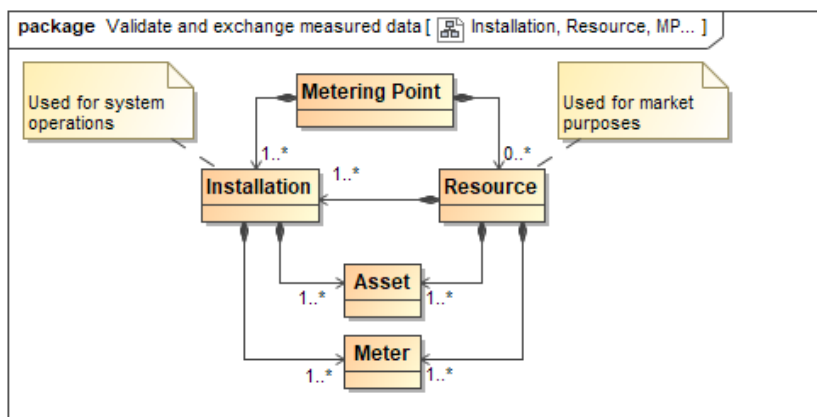 package Validate and exchange measured data [ Installation, Resource, MP... ]
Used for system
operations
Metering Point
Used for market
purposes
1..*
0..*
Installation
1..*
Resource
Asset
1..*
1..*
Meter
1..*
1..*